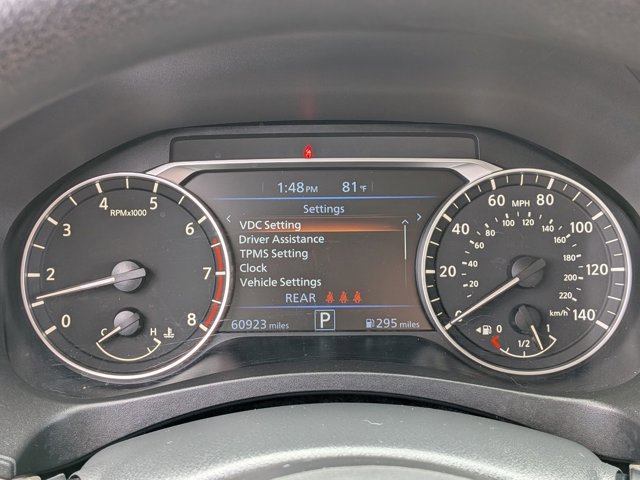 1:48 PM 81°F
Settings
VDC Setting
Driver Assistance
TPMS Setting
Clock
Vehicle Settings
REAR
60923 miles P 295 miles
RPMx1000
0 2 3 4 5 6 7 8
C H
MPH
0 20 40 60 80 100 120 140
km/h
40 60 80 100 120 140 160 180 200 220
0 1/2 1